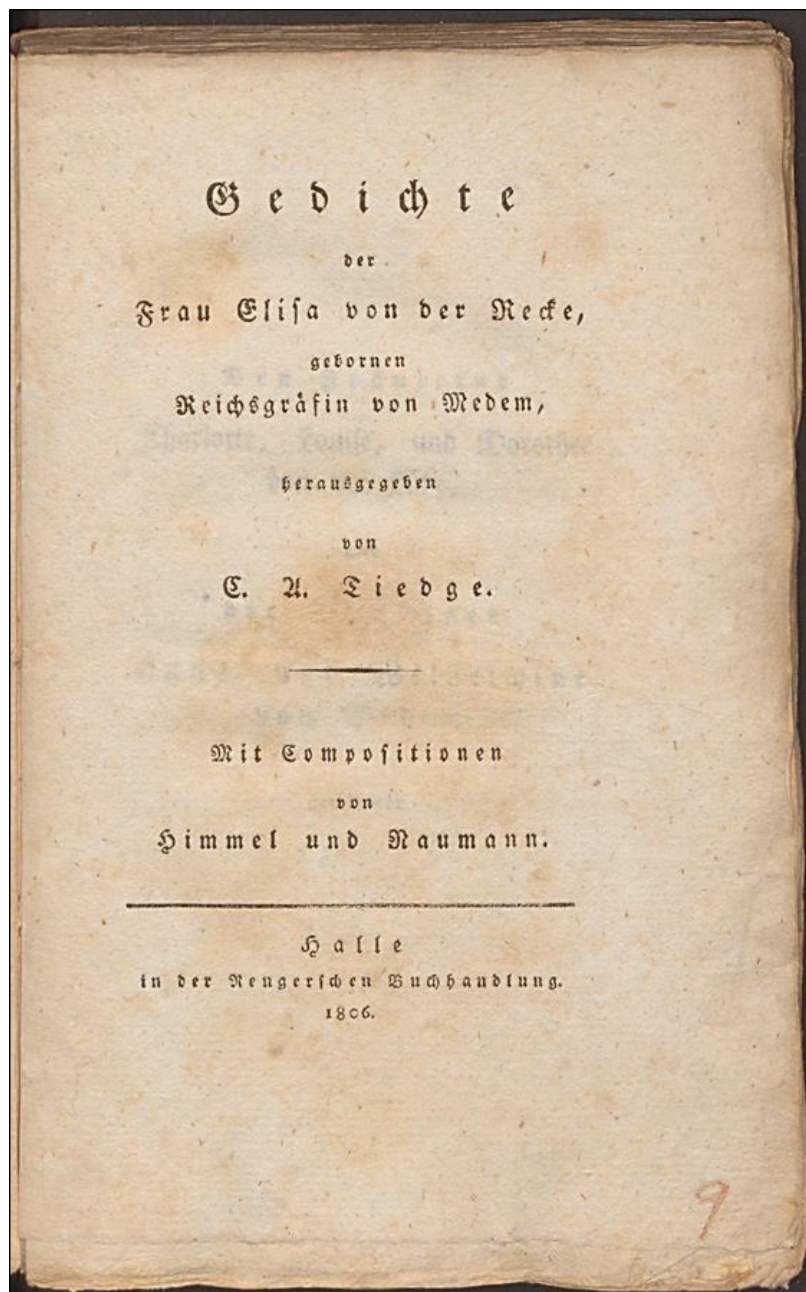 Gedichte
der
Frau Elisa von der Recke,
gebornen
Reichsgräfin von Medem,
herausgegeben
von
C. A. Tiedge.
Mit Compositionen
von
Himmel und Naumann.
Halle
in der Rengerschen Buchhandlung.
1806.
9